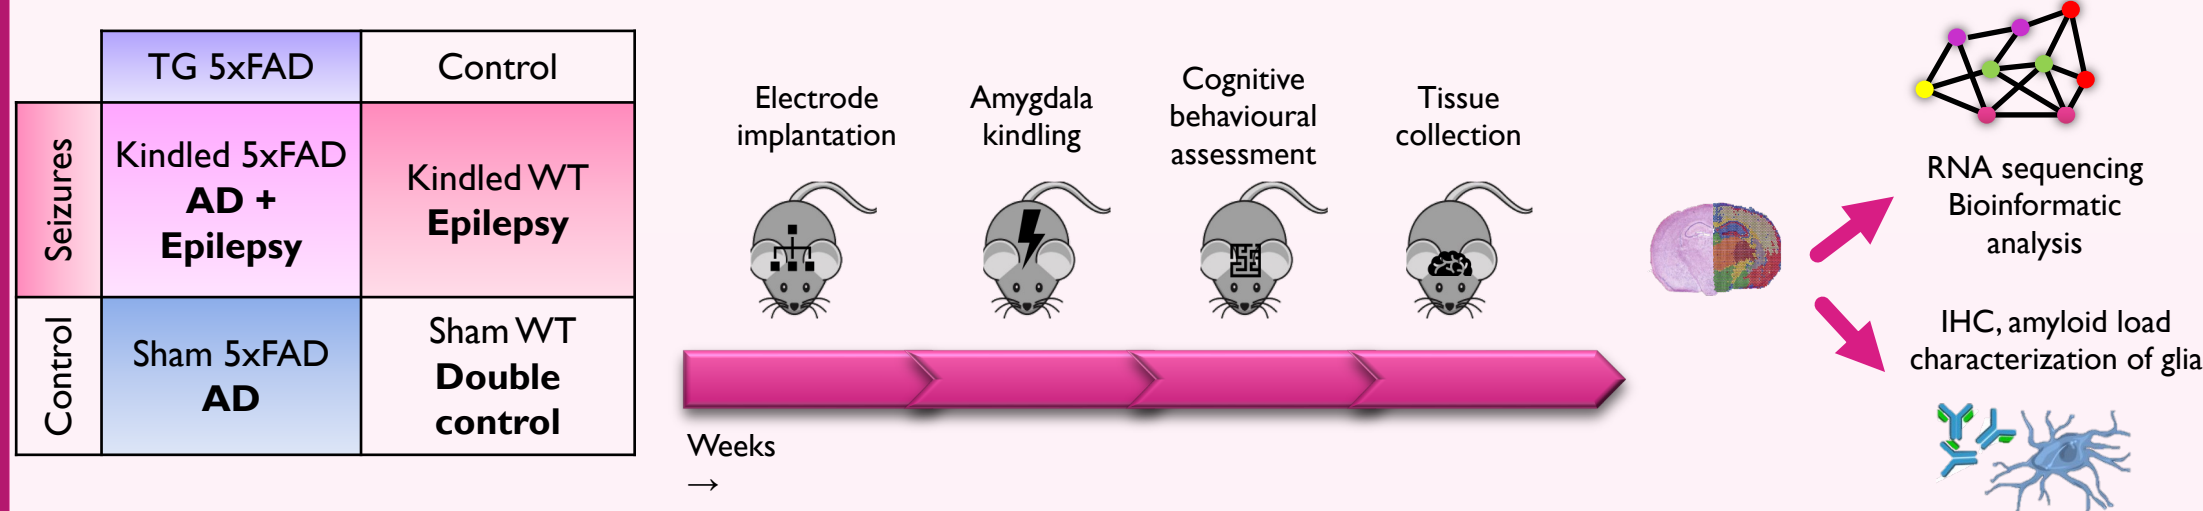 TG 5xFAD
Control
Seizures
Kindled 5xFAD
AD +
Epilepsy
Kindled WT
Epilepsy
Control
Sham 5xFAD
AD
Sham WT
Double
control
Electrode
implantation
Amygdala
kindling
Cognitive
behavioural
assessment
Tissue
collection
Weeks
→
RNA sequencing
Bioinformatic
analysis
IHC, amyloid load
characterization of glia